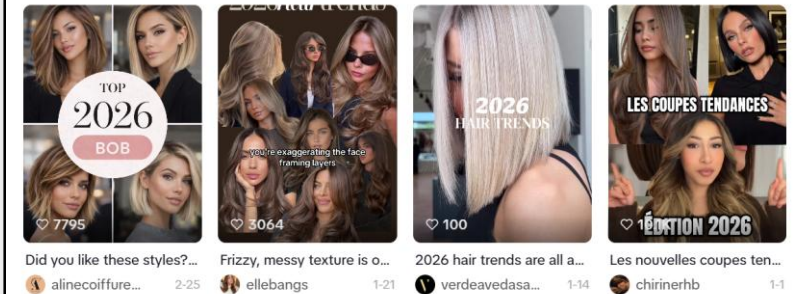 TOP
2026
BOB
7795
Did you like these styles?...
alinecoiffure... 2-25
2026 hair trends
you're exaggerating the face
framing layers
3064
Frizzy, messy texture is o...
ellebangs 1-21
2026
HAIR TRENDS
100
2026 hair trends are all a...
verdeavedasa... 1-14
LES COUPES TENDANCES
ÉDITION 2026
Les nouvelles coupes ten...
chirinerhb 1-1